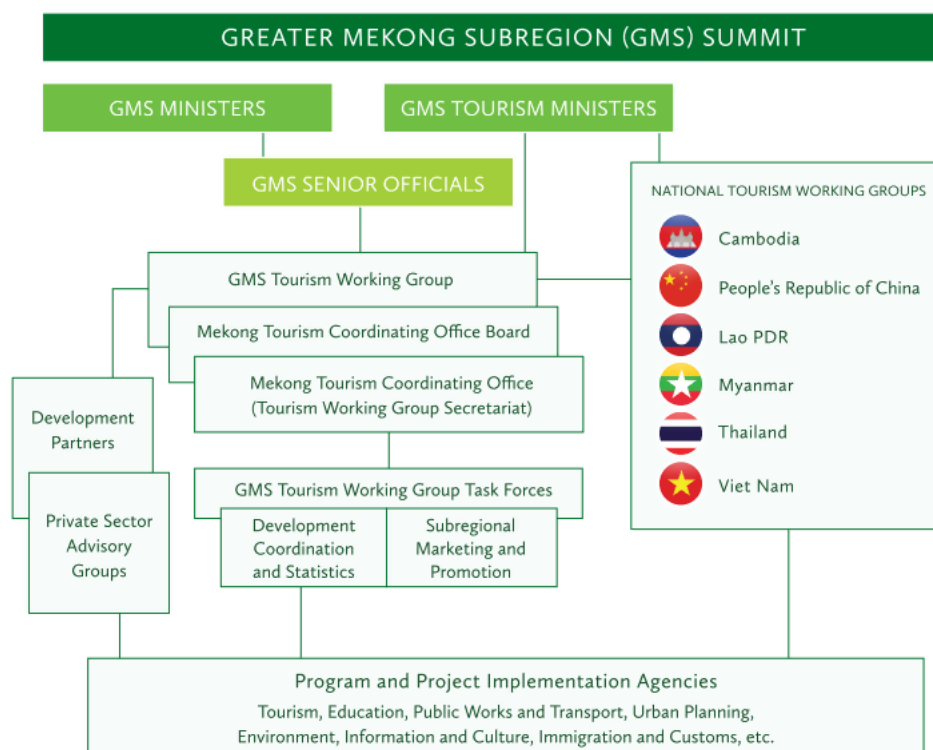 GREATER MEKONG SUBREGION (GMS) SUMMIT
GMS MINISTERS
GMS TOURISM MINISTERS
GMS SENIOR OFFICIALS
NATIONAL TOURISM WORKING GROUPS
Cambodia
People's Republic of China
Lao PDR
Myanmar
Thailand
Viet Nam
GMS Tourism Working Group
Mekong Tourism Coordinating Office Board
Mekong Tourism Coordinating Office
(Tourism Working Group Secretariat)
Development
Partners
Private Sector
Advisory
Groups
GMS Tourism Working Group Task Forces
Development
Coordination
and Statistics
Subregional
Marketing and
Promotion
Program and Project Implementation Agencies
Tourism, Education, Public Works and Transport, Urban Planning,
Environment, Information and Culture, Immigration and Customs, etc.